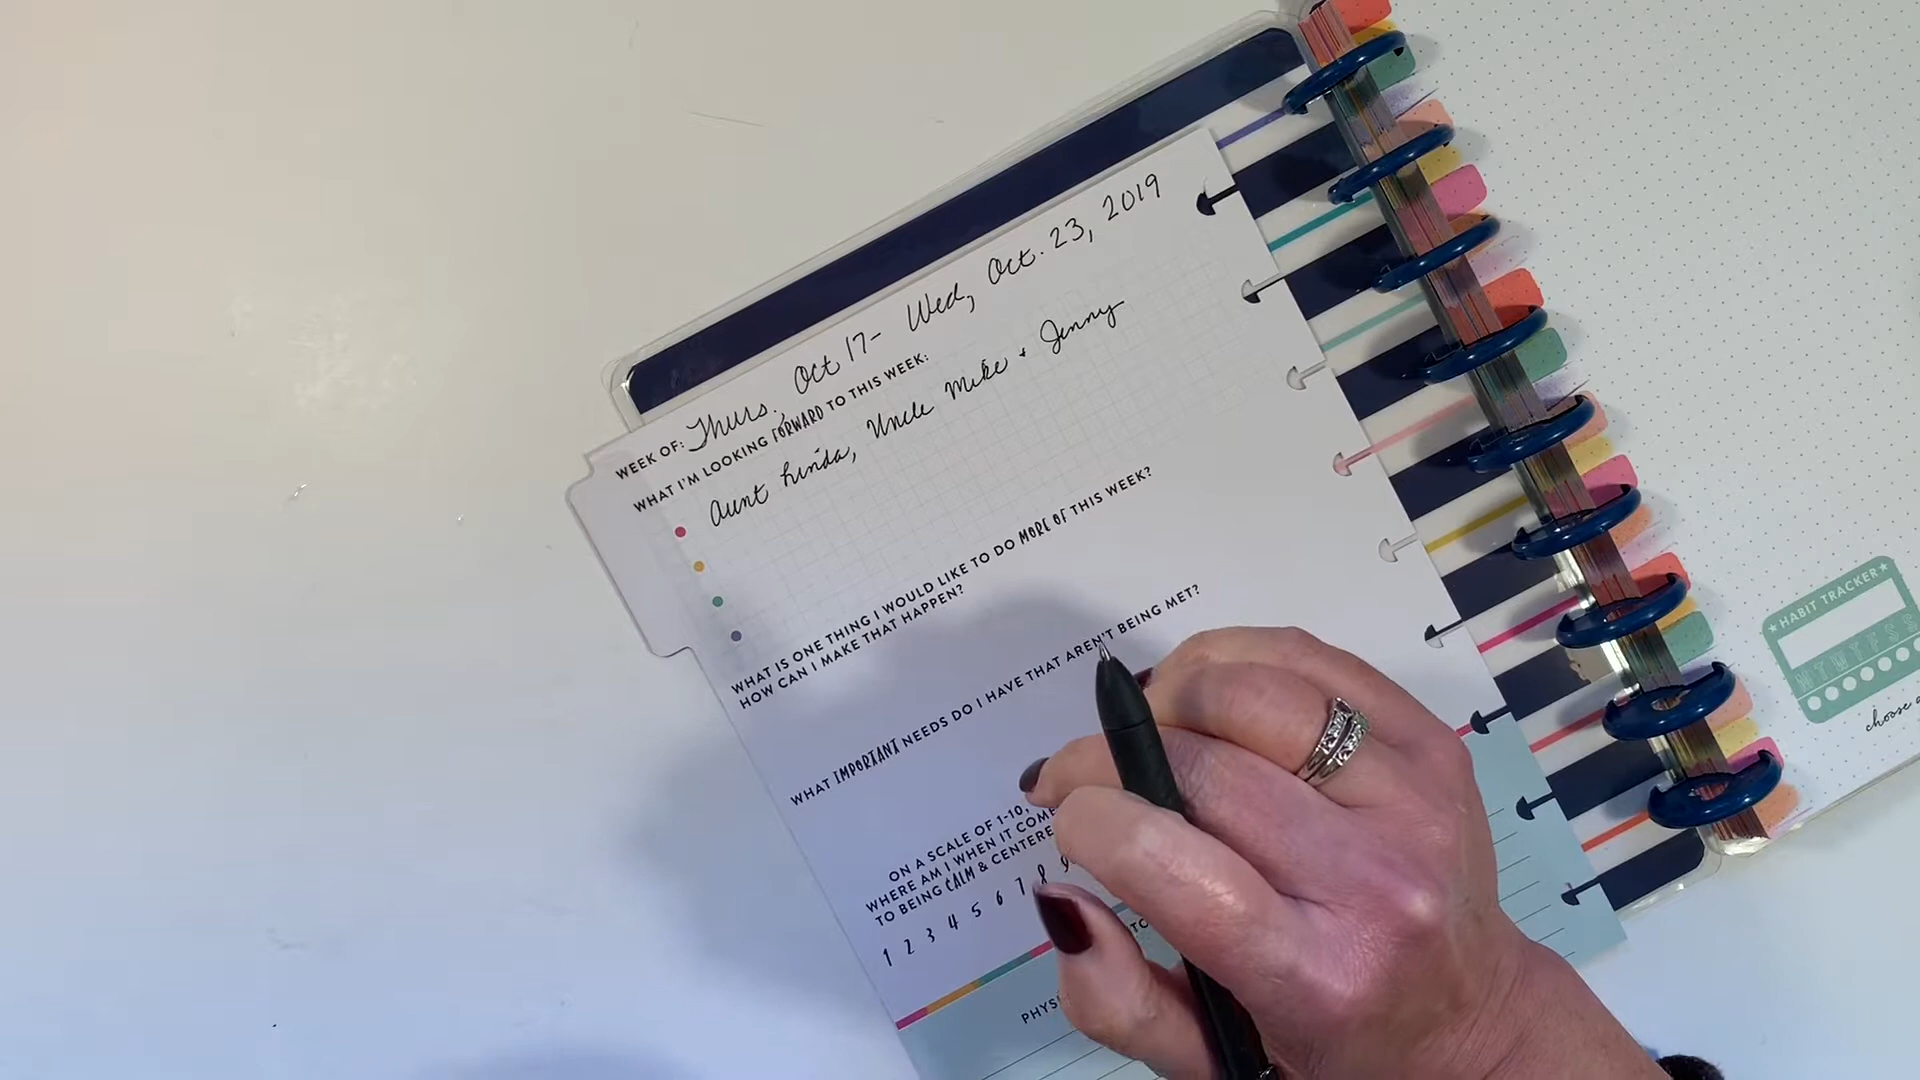 WEEK OF: Thurs., Oct 17 - Wed, Oct. 23, 2019
WHAT I'M LOOKING FORWARD TO THIS WEEK:
Aunt Linda, Uncle Mike + Jenny
WHAT IS ONE THING I WOULD LIKE TO DO MORE OF THIS WEEK?
HOW CAN I MAKE THAT HAPPEN?
WHAT IMPORTANT NEEDS DO I HAVE THAT AREN'T BEING MET?
ON A SCALE OF 1-10,
WHERE AM I WHEN IT COME
TO BEING CALM & CENTERE
1 2 3 4 5 6 7 8 9
TO
PHYS
★HABIT TRACKER★
M T W T F S S
choose a